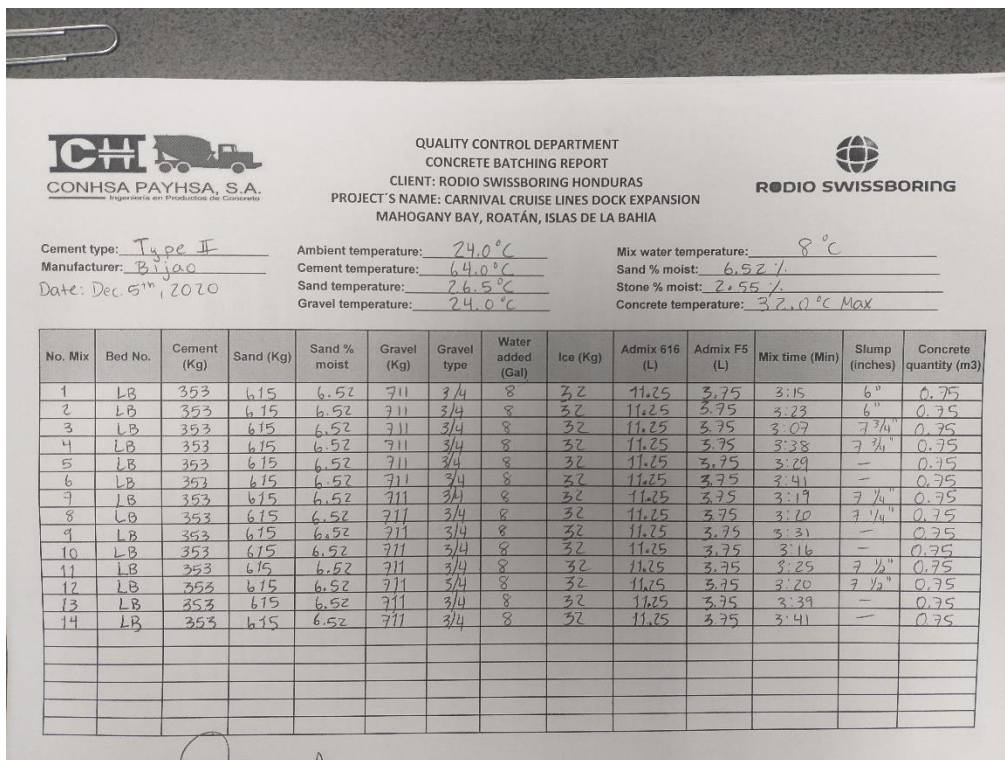 CHI
CONHSA PAYHSA, S.A.
Ingeniería en Productos de Concreto
QUALITY CONTROL DEPARTMENT
CONCRETE BATCHING REPORT
CLIENT: RODIO SWISSBORING HONDURAS
PROJECT´S NAME: CARNIVAL CRUISE LINES DOCK EXPANSION
MAHOGANY BAY, ROATÁN, ISLAS DE LA BAHIA
RODIO SWISSBORING
Cement type: Type II
Manufacturer: Bijao
Date: Dec. 5th, 2020
Ambient temperature: 24.0°C
Cement temperature: 64.0°C
Sand temperature: 26.5°C
Gravel temperature: 24.0°C
Mix water temperature: 8°C
Sand % moist: 6.52 %
Stone % moist: 2.55 %
Concrete temperature: 32.0°C Max
No. Mix Bed No. Cement (Kg) Sand (Kg) Sand % moist Gravel (Kg) Gravel type Water added (Gal) Ice (Kg) Admix 616 (L) Admix F5 (L) Mix time (Min) Slump (inches) Concrete quantity (m3)
1 LB 353 615 6.52 711 3/4 8 32 11.25 3.75 3:15 6" 0.75
2 LB 353 615 6.52 711 3/4 8 32 11.25 3.75 3:23 6" 0.75
3 LB 353 615 6.52 711 3/4 8 32 11.25 3.75 3:07 7 3/4" 0.75
4 LB 353 615 6.52 711 3/4 8 32 11.25 3.75 3:38 7 3/4" 0.75
5 LB 353 615 6.52 711 3/4 8 32 11.25 3.75 3:29 — 0.75
6 LB 353 615 6.52 711 3/4 8 32 11.25 3.75 3:41 — 0.75
7 LB 353 615 6.52 711 3/4 8 32 11.25 3.75 3:19 7 1/4" 0.75
8 LB 353 615 6.52 711 3/4 8 32 11.25 3.75 3:20 7 1/4" 0.75
9 LB 353 615 6.52 711 3/4 8 32 11.25 3.75 3:31 — 0.75
10 LB 353 615 6.52 711 3/4 8 32 11.25 3.75 3:16 — 0.75
11 LB 353 615 6.52 711 3/4 8 32 11.25 3.75 3:25 7 1/2" 0.75
12 LB 353 615 6.52 711 3/4 8 32 11.25 3.75 3:20 7 1/2" 0.75
13 LB 353 615 6.52 711 3/4 8 32 11.25 3.75 3:39 — 0.75
14 LB 353 615 6.52 711 3/4 8 32 11.25 3.75 3:41 — 0.75